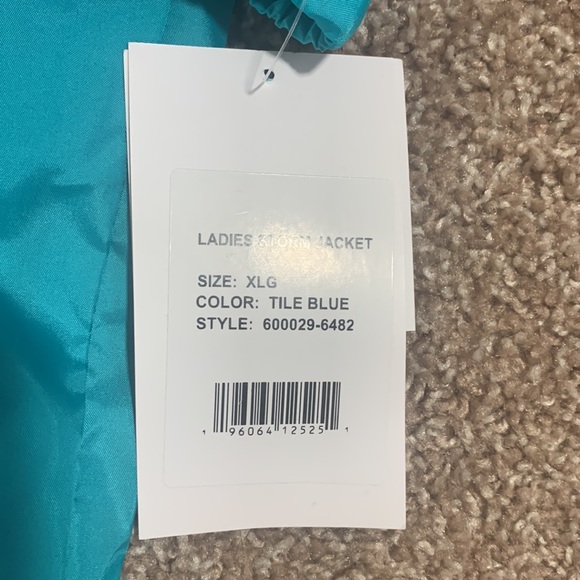 LADIES STORM JACKET
SIZE: XLG
COLOR: TILE BLUE
STYLE: 600029-6482
1 96064 12525 1